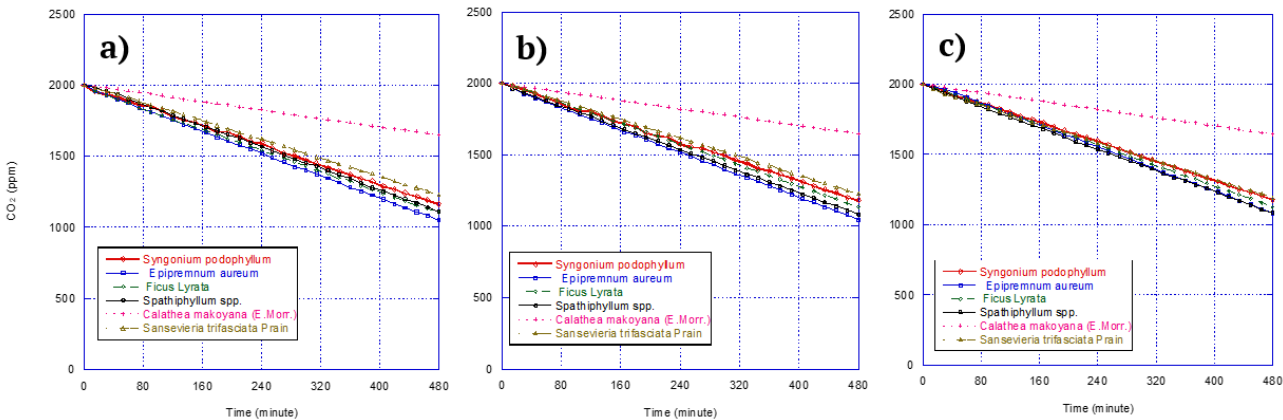 a)
b)
c)
2500
2000
1500
1000
500
0
CO₂ (ppm)
Syngonium podophyllum
Epipremnum aureum
Ficus Lyrata
Spathiphyllum spp.
Calathea makoyana (E.Morr.)
Sansevieria trifasciata Prain
0 80 160 240 320 400 480
Time (minute)
2500
2000
1500
1000
500
0
Syngonium podophyllum
Epipremnum aureum
Ficus Lyrata
Spathiphyllum spp.
Calathea makoyana (E.Morr.)
Sansevieria trifasciata Prain
0 80 160 240 320 400 480
Time (minute)
2500
2000
1500
1000
500
0
Syngonium podophyllum
Epipremnum aureum
Ficus Lyrata
Spathiphyllum spp.
Calathea makoyana (E.Morr.)
Sansevieria trifasciata Prain
0 80 160 240 320 400 480
Time (minute)